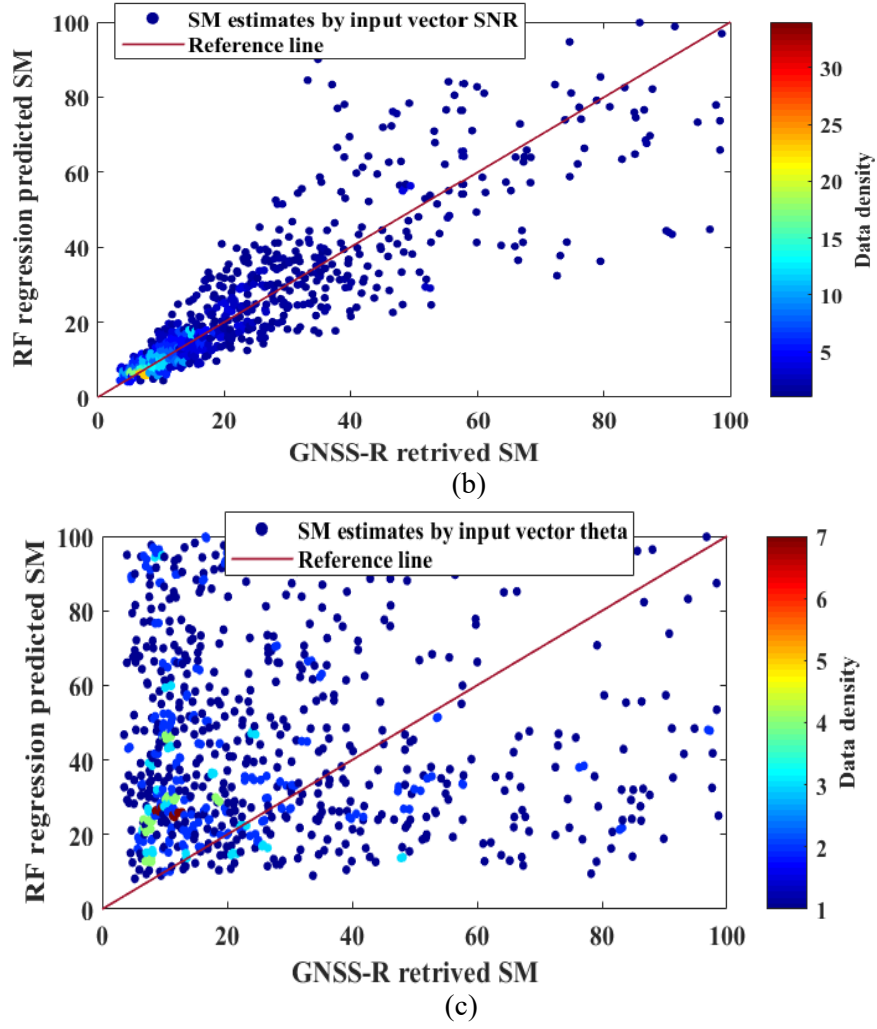 SM estimates by input vector SNR
Reference line
100
80
60
40
20
0
RF regression predicted SM
0 20 40 60 80 100
GNSS-R retrived SM
30
25
20
15
10
5
Data density
(b)
SM estimates by input vector theta
Reference line
100
80
60
40
20
0
RF regression predicted SM
0 20 40 60 80 100
GNSS-R retrived SM
7
6
5
4
3
2
1
Data density
(c)